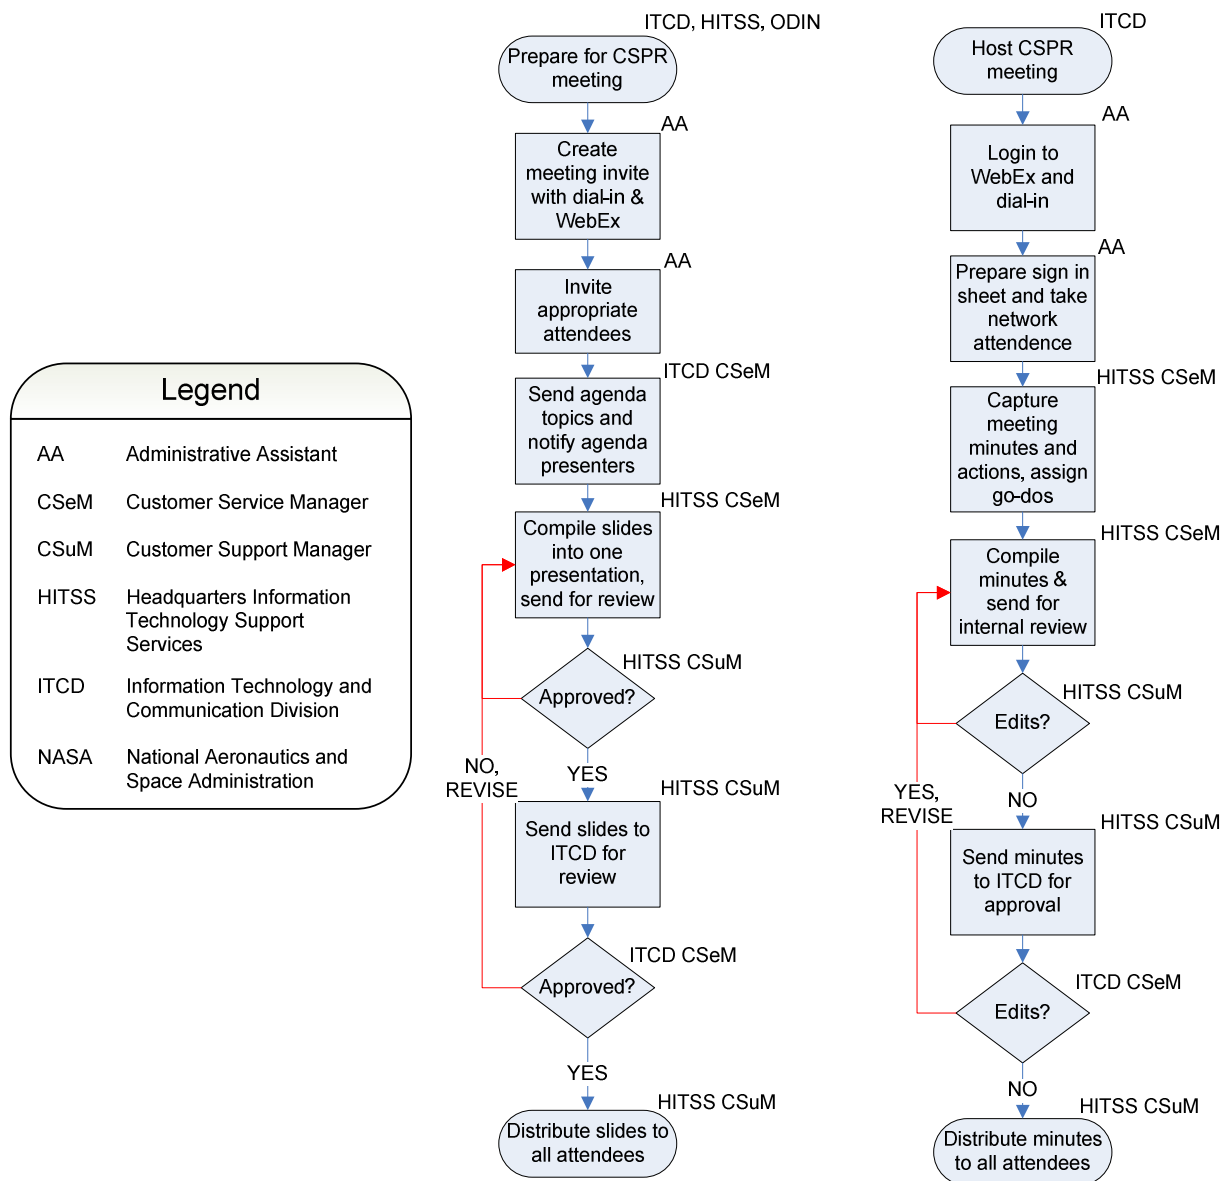 Legend
AA Administrative Assistant
CSeM Customer Service Manager
CSuM Customer Support Manager
HITSS Headquarters Information
Technology Support
Services
ITCD Information Technology and
Communication Division
NASA National Aeronautics and
Space Administration
ITCD, HITSS, ODIN
Prepare for CSPR
meeting
AA
Create
meeting invite
with dial-in &
WebEx
AA
Invite
appropriate
attendees
ITCD CSeM
Send agenda
topics and
notify agenda
presenters
HITSS CSeM
Compile slides
into one
presentation,
send for review
HITSS CSuM
Approved?
NO,
REVISE
YES
HITSS CSuM
Send slides to
ITCD for
review
ITCD CSeM
Approved?
YES
HITSS CSuM
Distribute slides to
all attendees
ITCD
Host CSPR
meeting
AA
Login to
WebEx and
dial-in
AA
Prepare sign in
sheet and take
network
attendence
HITSS CSeM
Capture
meeting
minutes and
actions, assign
go-dos
HITSS CSeM
Compile
minutes &
send for
internal review
HITSS CSuM
Edits?
YES,
REVISE
NO
HITSS CSuM
Send minutes
to ITCD for
approval
ITCD CSeM
Edits?
NO
HITSS CSuM
Distribute minutes
to all attendees